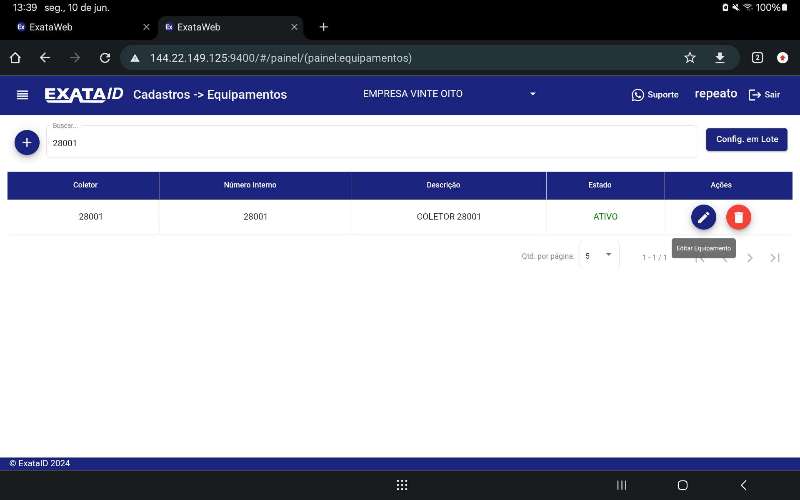 13:39 seg., 10 de jun. 100%
ExataWeb ExataWeb
144.22.149.125:9400/#/painel/(painel:equipamentos) 2
EXATAID Cadastros -> Equipamentos EMPRESA VINTE OITO Suporte repeato Sair
Buscar...
28001 Config. em Lote
Coletor Número Interno Descrição Estado Ações
28001 28001 COLETOR 28001 ATIVO
Editar Equipamento
Qtd. por página: 5 1 - 1 / 1
© ExataID 2024